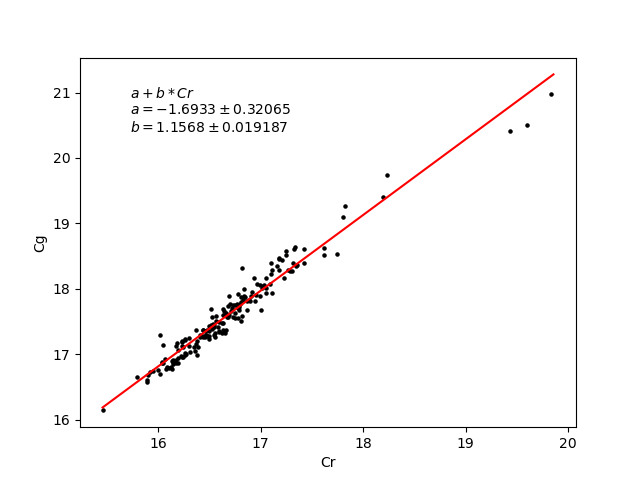 a + b * Cr
a = −1.6933 ± 0.32065
b = 1.1568 ± 0.019187
21
20
19
18
17
16
Cg
16 17 18 19 20
Cr